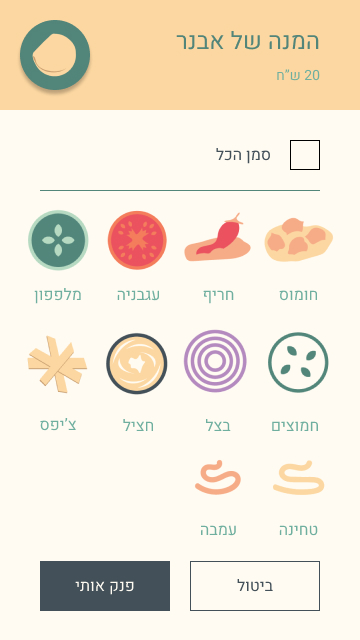 המנה של אבנר
20 ש"ח
סמן הכל
חומוס חריף עגבניה מלפפון
חמוצים בצל חציל צ'יפס
טחינה עמבה
ביטול פנק אותי